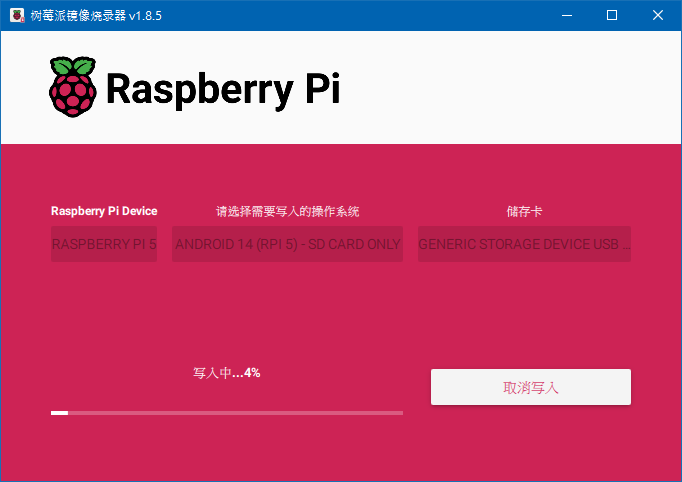 树莓派镜像烧录器 v1.8.5
Raspberry Pi
Raspberry Pi Device
请选择需要写入的操作系统
储存卡
RASPBERRY PI 5
ANDROID 14 (RPI 5) - SD CARD ONLY
GENERIC STORAGE DEVICE USB ...
写入中...4%
取消写入